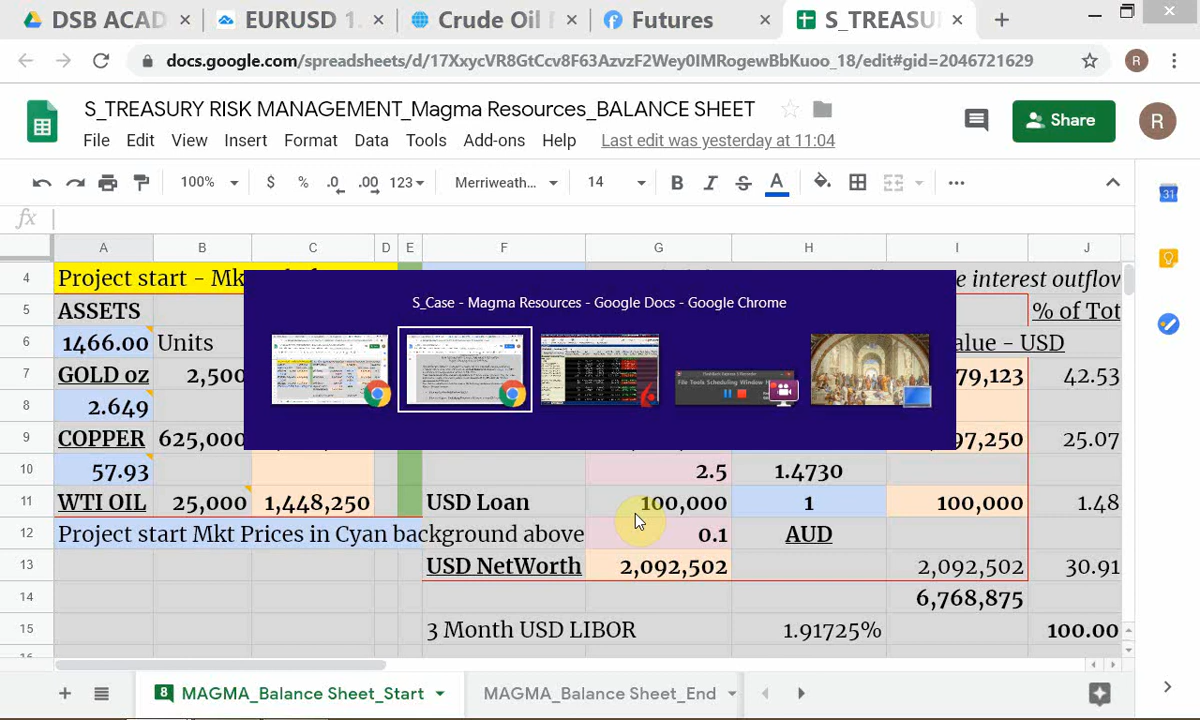 DB ACAD
EURUSD 1.
Crude Oil
Futures
S_TREASU
docs.google.com/spreadsheets/d/17XxycVR8GtCcv8F63AzvzF2Wey0IMRogewBbKuoo_18/edit#gid=2046721629
R
S_TREASURY RISK MANAGEMENT_Magma Resources_BALANCE SHEET
File Edit View Insert Format Data Tools Add-ons Help Last edit was yesterday at 11:04
Share
R
100% $ % .0 .00 123 Merriweath... 14 B I S A
fx
31
A B C D E F G H I J
4 Project start - Mk e interest outflov
5 ASSETS % of Tot
6 1466.00 Units alue - USD
7 GOLD oz 2,500 79,123 42.53
8 2.649
9 COPPER 625,000 97,250 25.07
S_Case - Magma Resources - Google Docs - Google Chrome
File Tools Scheduling Window H
10 57.93 2.5 1.4730
11 WTI OIL 25,000 1,448,250 USD Loan 100,000 1 100,000 1.48
12 Project start Mkt Prices in Cyan background above 0.1 AUD
13 USD NetWorth 2,092,502 2,092,502 30.91
14 6,768,875
15 3 Month USD LIBOR 1.91725% 100.00
8 MAGMA_Balance Sheet_Start MAGMA_Balance Sheet_End